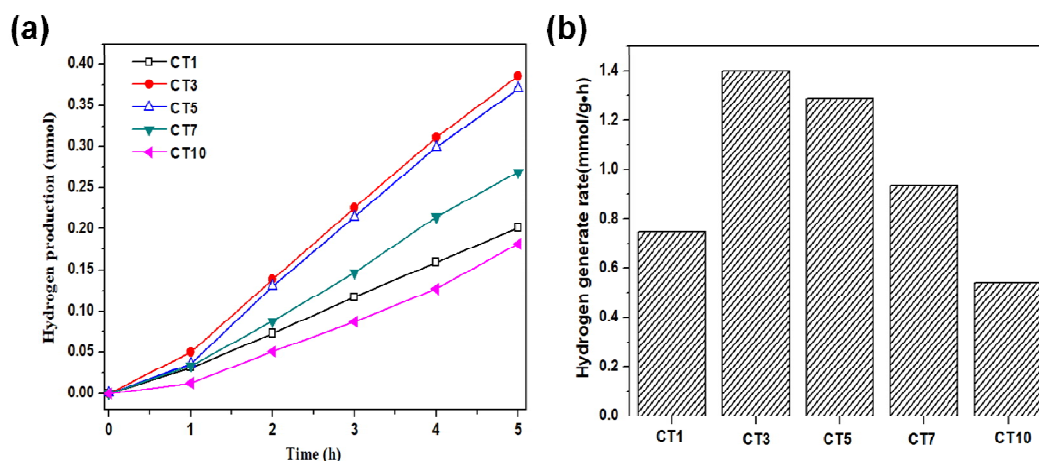 (a)
Hydrogen production (mmol)
0.40
0.35
0.30
0.25
0.20
0.15
0.10
0.05
0.00
CT1
CT3
CT5
CT7
CT10
0 1 2 3 4 5
Time (h)
(b)
Hydrogen generate rate(mmol/g•h)
1.4
1.2
1.0
0.8
0.6
0.4
0.2
0.0
CT1 CT3 CT5 CT7 CT10